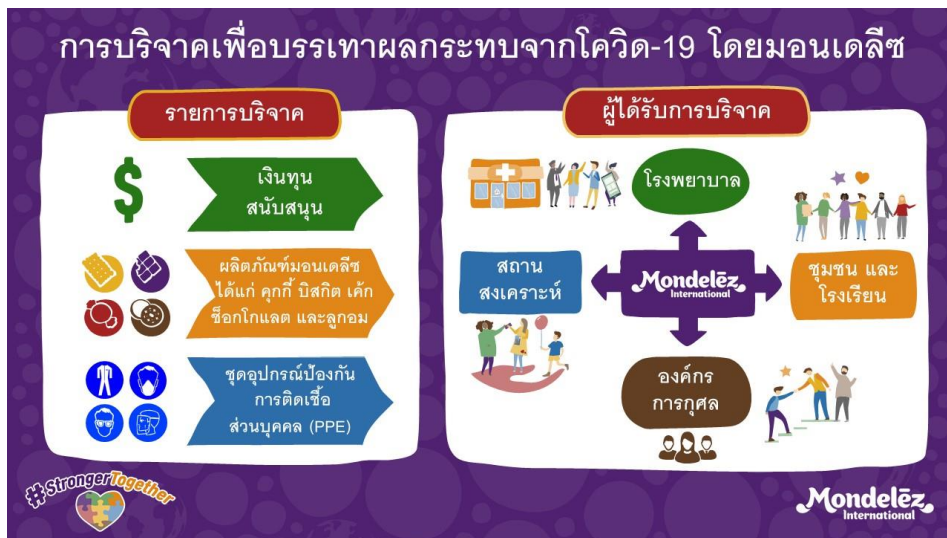 การบริจาคเพื่อบรรเทาผลกระทบจากโควิด-19 โดยมอนเดลีซ
รายการบริจาค
$
เงินทุน
สนับสนุน
ผลิตภัณฑ์มอนเดลีซ
ได้แก่ คุกกี้ บิสกิต เค้ก
ช็อกโกแลต และลูกอม
ชุดอุปกรณ์ป้องกัน
การติดเชื้อ
ส่วนบุคคล (PPE)
ผู้ได้รับการบริจาค
โรงพยาบาล
สถาน
สงเคราะห์
Mondelēz
International
ชุมชน และ
โรงเรียน
องค์กร
การกุศล
#StrongerTogether
Mondelēz
International